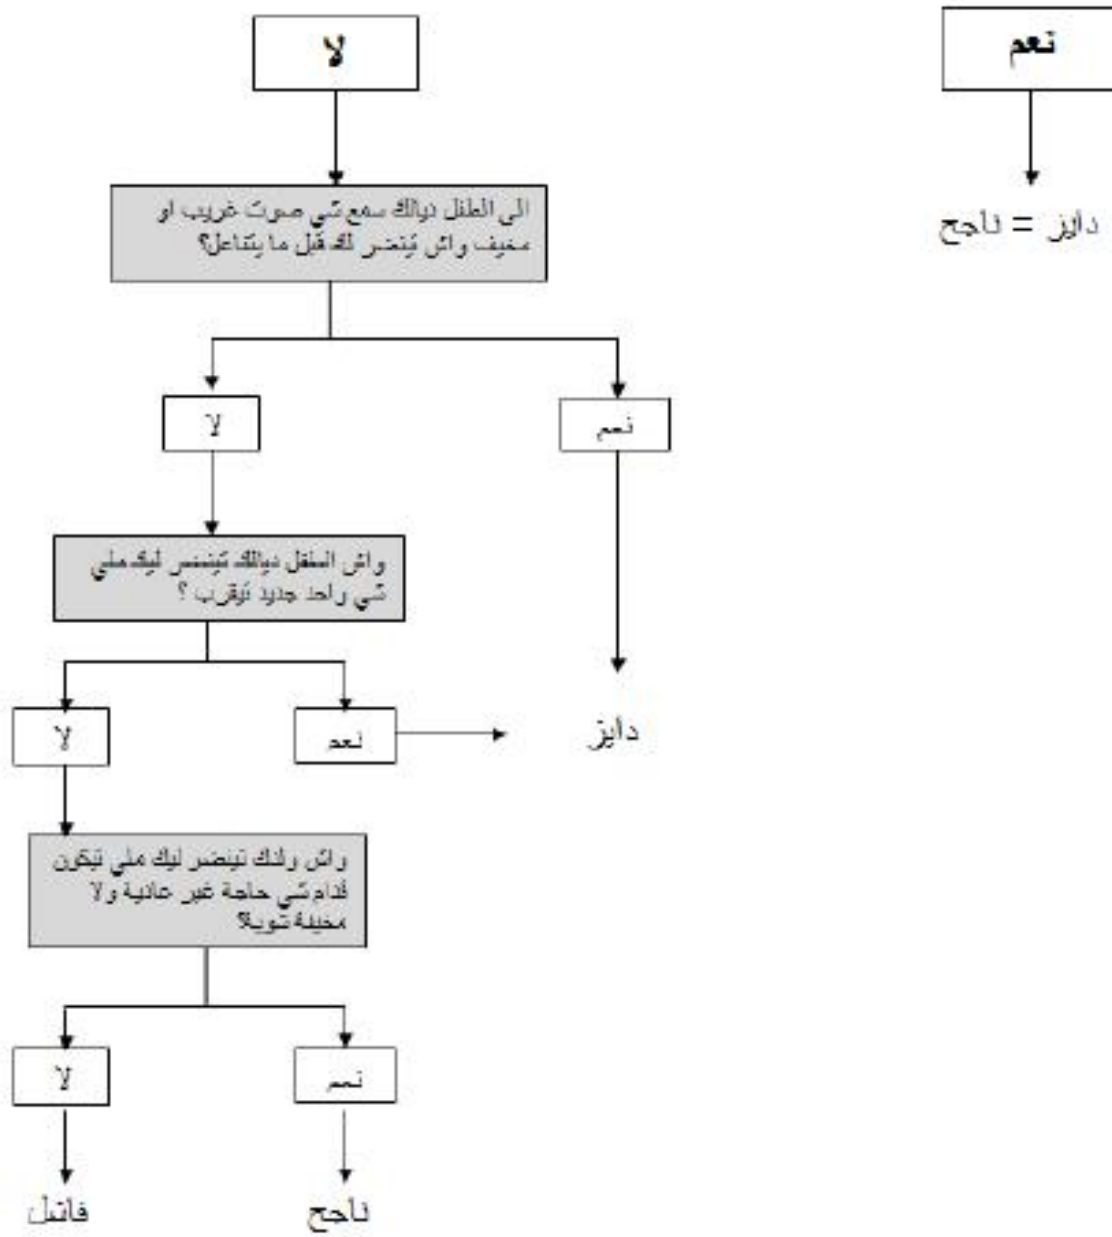 لا
نعم
دايز = ناجح
الى الطفل ديالك سمع شي صوت غريب او
مخيف واش تينضر لك قبل ما يتفاعل؟
لا
نعم
واش الطفل ديالك ليك ملي
شي واحد جديد تيقرب ؟
لا
نعم
دايز
واش ولدك تينضر ليك ملي تيكون
قدام شي حاجة غير عادية ولا
مخيفة شوية؟
لا
نعم
فاشل
ناجح